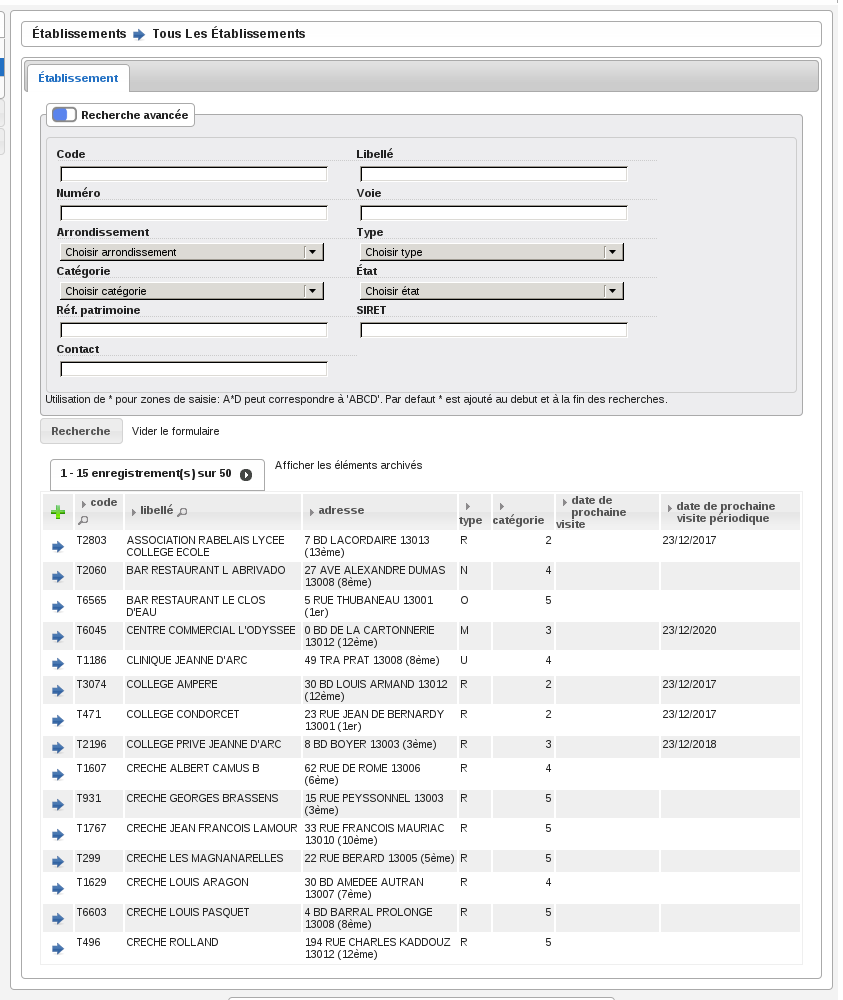 Établissements Tous Les Établissements
Établissement
Recherche avancée
Code Libellé
Numéro Voie
Arrondissement Type
Choisir arrondissement Choisir type
Catégorie État
Choisir catégorie Choisir état
Réf. patrimoine SIRET
Contact
Utilisation de * pour zones de saisie: A*D peut correspondre à 'ABCD'. Par defaut * est ajouté au debut et à la fin des recherches.
Recherche Vider le formulaire
1 - 15 enregistrement(s) sur 50 Afficher les éléments archivés
code libellé adresse type catégorie date de prochaine visite date de prochaine visite périodique
T2803 ASSOCIATION RABELAIS LYCEE 7 BD LACORDAIRE 13013 R 2 23/12/2017
COLLEGE ECOLE (13ème)
T2060 BAR RESTAURANT L ABRIVADO 27 AVE ALEXANDRE DUMAS N 4
13008 (8ème)
T6565 BAR RESTAURANT LE CLOS 5 RUE THUBANEAU 13001 O 5
D'EAU (1er)
T6045 CENTRE COMMERCIAL L'ODYSSEE 0 BD DE LA CARTONNERIE M 3 23/12/2020
13012 (12ème)
T1186 CLINIQUE JEANNE D'ARC 49 TRA PRAT 13008 (8ème) U 4
T3074 COLLEGE AMPERE 30 BD LOUIS ARMAND 13012 R 2 23/12/2017
(12ème)
T471 COLLEGE CONDORCET 23 RUE JEAN DE BERNARDY R 2 23/12/2017
13001 (1er)
T2196 COLLEGE PRIVE JEANNE D'ARC 8 BD BOYER 13003 (3ème) R 3 23/12/2018
T1607 CRECHE ALBERT CAMUS B 62 RUE DE ROME 13006 R 4
(6ème)
T931 CRECHE GEORGES BRASSENS 15 RUE PEYSSONNEL 13003 R 5
(3ème)
T1767 CRECHE JEAN FRANCOIS LAMOUR 33 RUE FRANCOIS MAURIAC R 5
13010 (10ème)
T299 CRECHE LES MAGNANARELLES 22 RUE BERARD 13005 (5ème) R 5
T1629 CRECHE LOUIS ARAGON 30 BD AMEDEE AUTRAN R 4
13007 (7ème)
T6603 CRECHE LOUIS PASQUET 4 BD BARRAL PROLONGE R 5
13008 (8ème)
T496 CRECHE ROLLAND 194 RUE CHARLES KADDOUZ R 5
13012 (12ème)